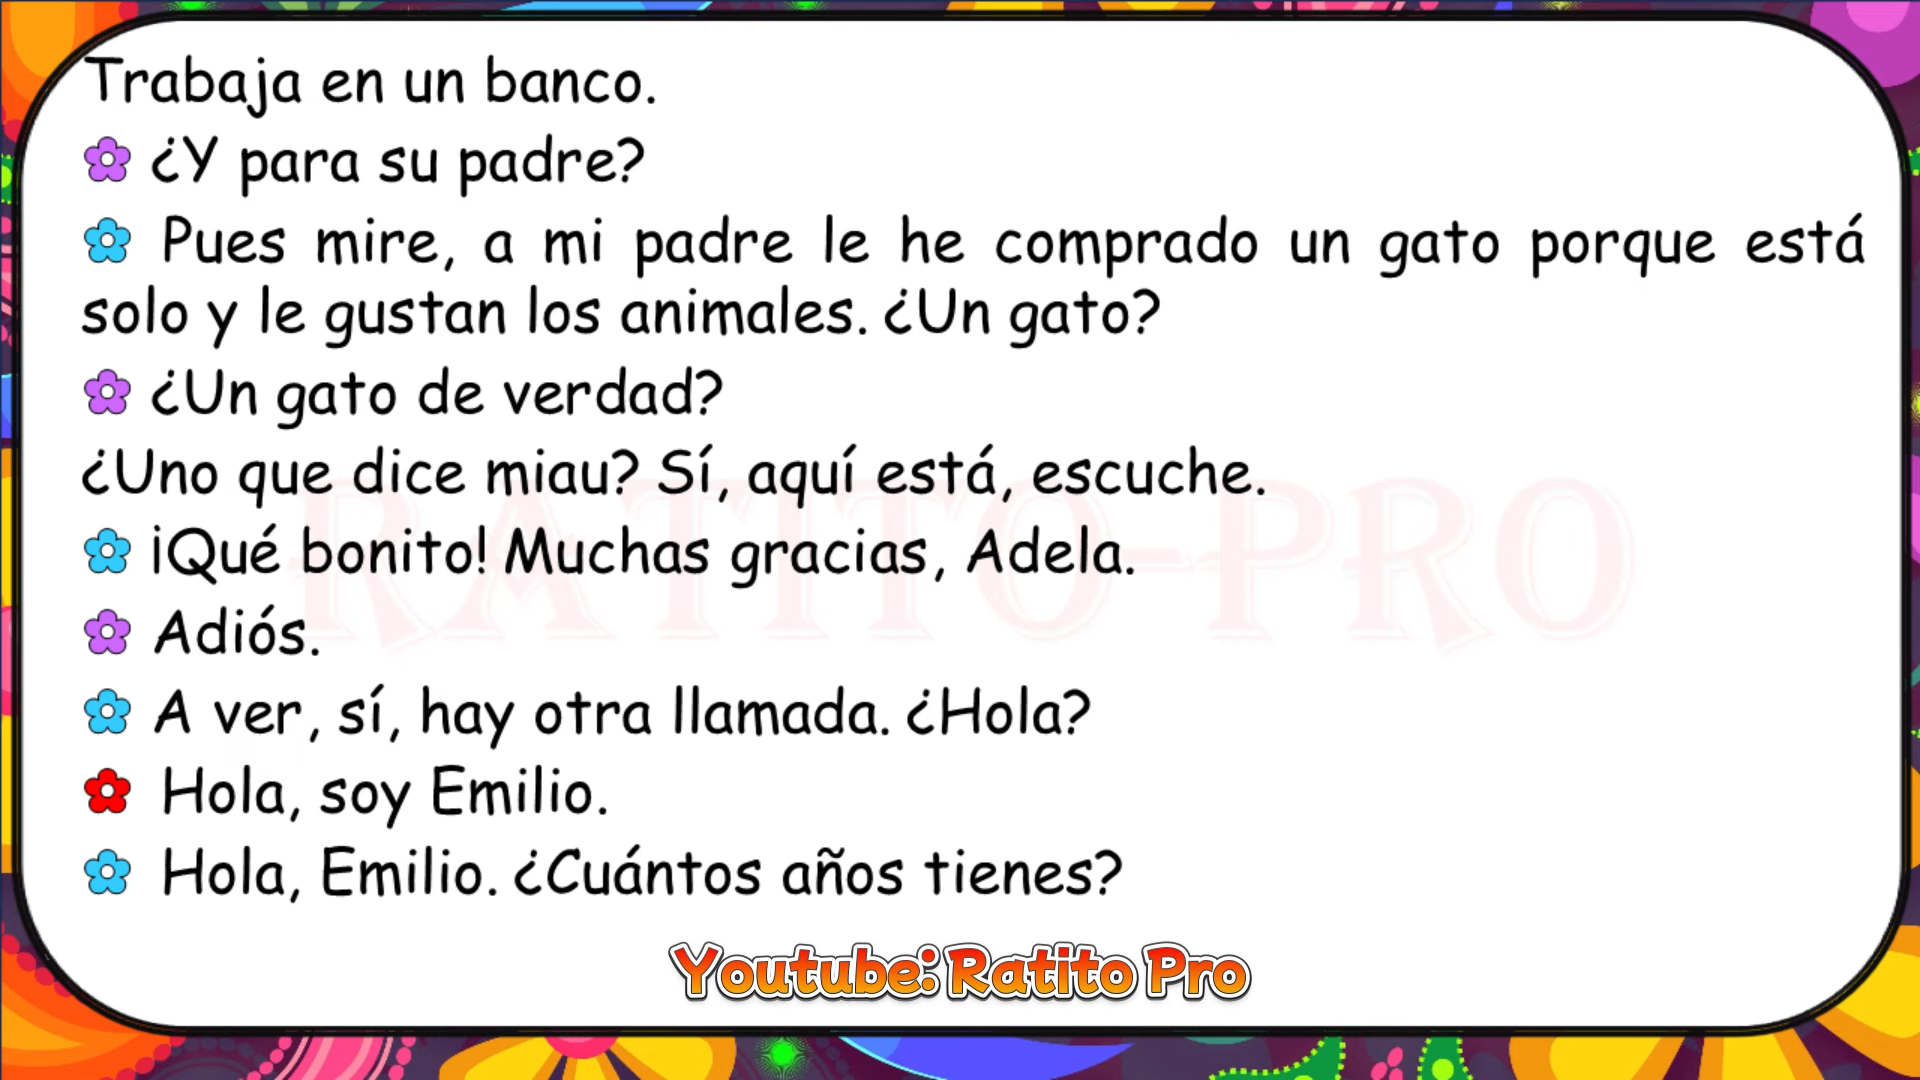 Trabaja en un banco.
¿Y para su padre?
Pues mire, a mi padre le he comprado un gato porque está
solo y le gustan los animales. ¿Un gato?
¿Un gato de verdad?
¿Uno que dice miau? Sí, aquí está, escuche.
¡Qué bonito! Muchas gracias, Adela.
Adiós.
A ver, sí, hay otra llamada. ¿Hola?
Hola, soy Emilio.
Hola, Emilio. ¿Cuántos años tienes?
RATITO-PRO
Youtube: Ratito Pro